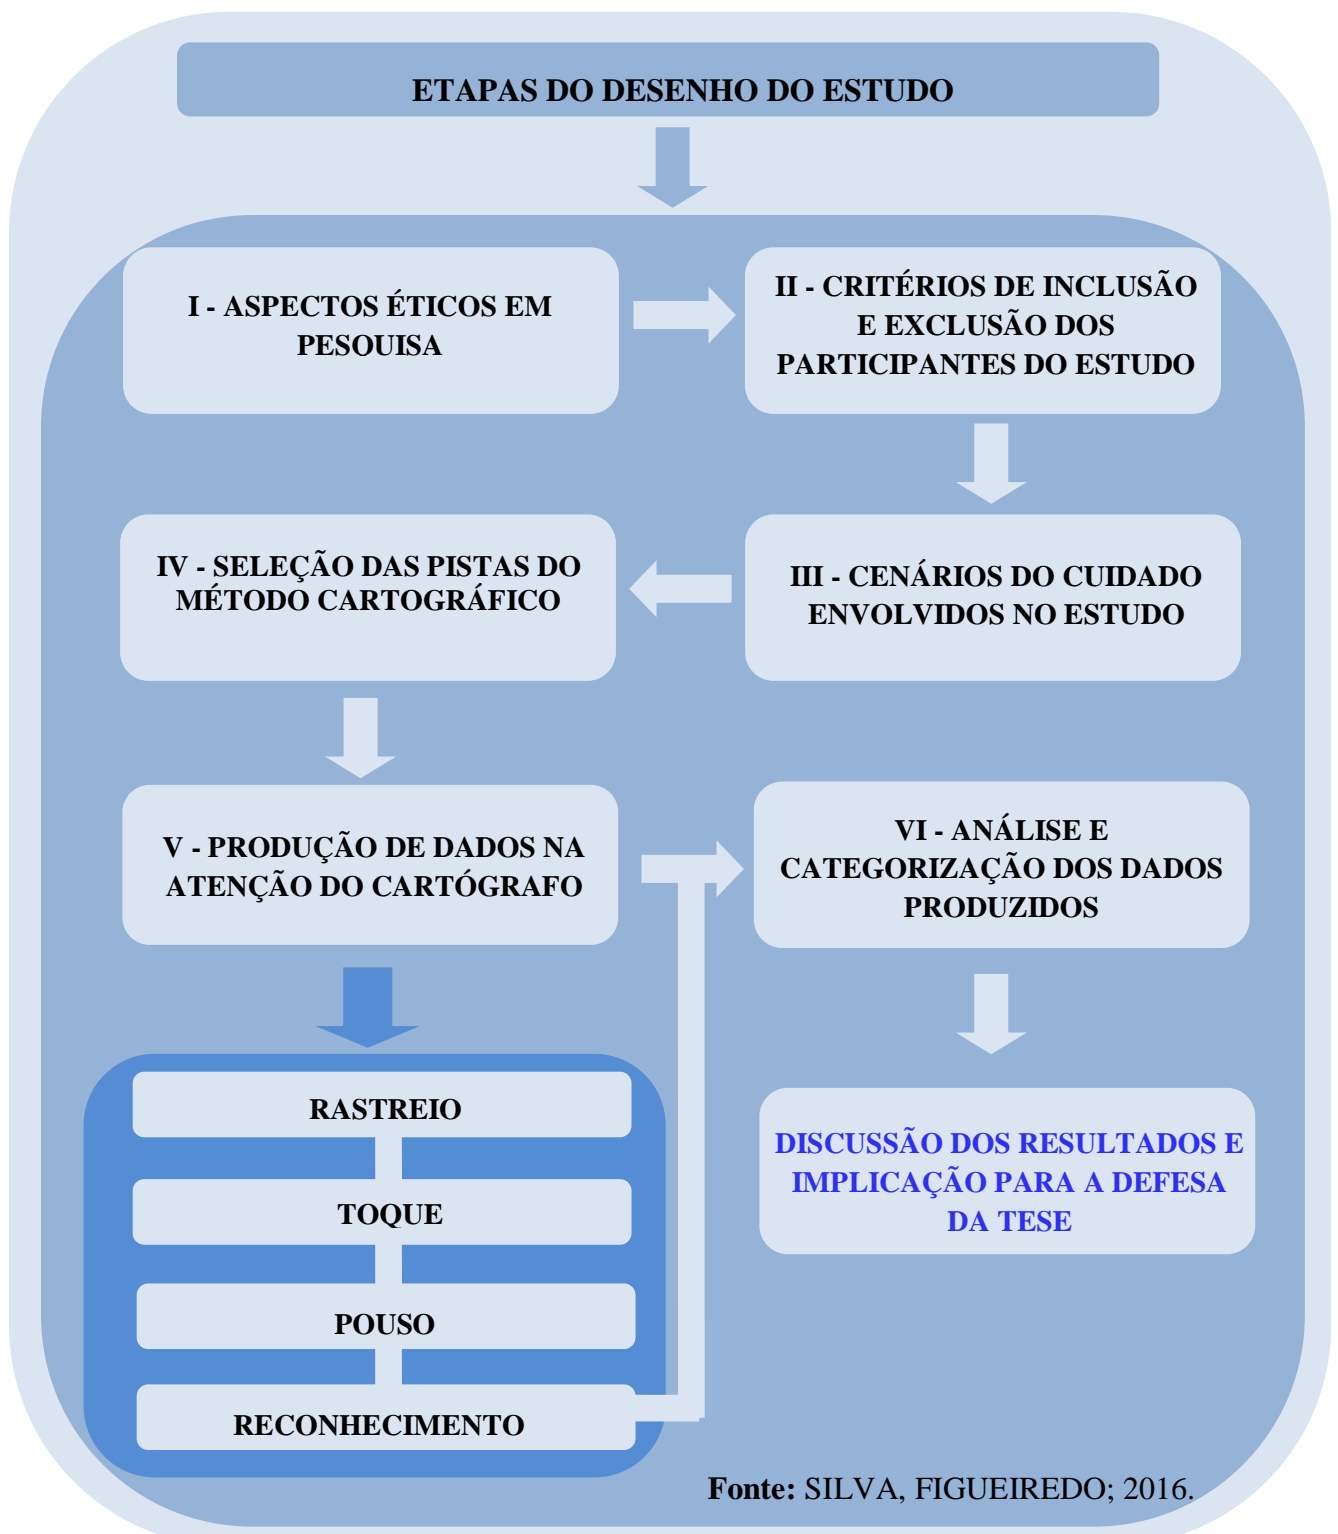 ETAPAS DO DESENHO DO ESTUDO
I - ASPECTOS ÉTICOS EM
PESQUISA
II - CRITÉRIOS DE INCLUSÃO
E EXCLUSÃO DOS
PARTICIPANTES DO ESTUDO
III - CENÁRIOS DO CUIDADO
ENVOLVIDOS NO ESTUDO
IV - SELEÇÃO DAS PISTAS DO
MÉTODO CARTOGRÁFICO
V - PRODUÇÃO DE DADOS NA
ATENÇÃO DO CARTÓGRAFO
RASTREIO
TOQUE
POUSO
RECONHECIMENTO
VI - ANÁLISE E
CATEGORIZAÇÃO DOS DADOS
PRODUZIDOS
DISCUSSÃO DOS RESULTADOS E
IMPLICAÇÃO PARA A DEFESA
DA TESE
Fonte: SILVA, FIGUEIREDO; 2016.